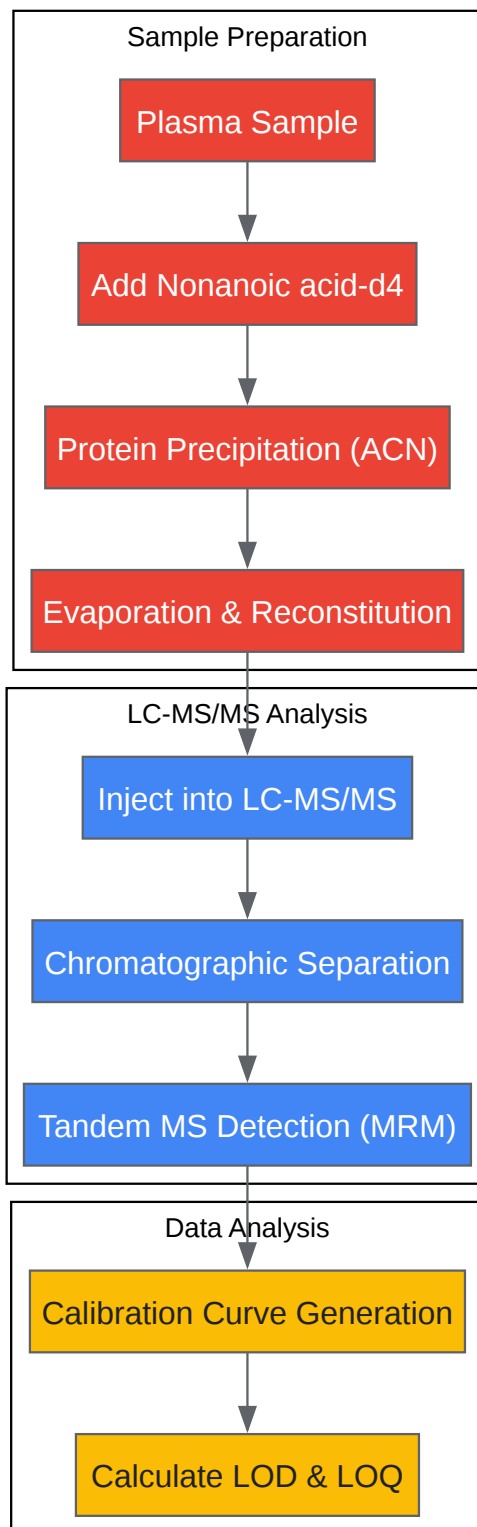 Sample Preparation
Plasma Sample
Add Nonanoic acid-d4
Protein Precipitation (ACN)
Evaporation & Reconstitution
LC-MS/MS Analysis
Inject into LC-MS/MS
Chromatographic Separation
Tandem MS Detection (MRM)
Data Analysis
Calibration Curve Generation
Calculate LOD & LOQ